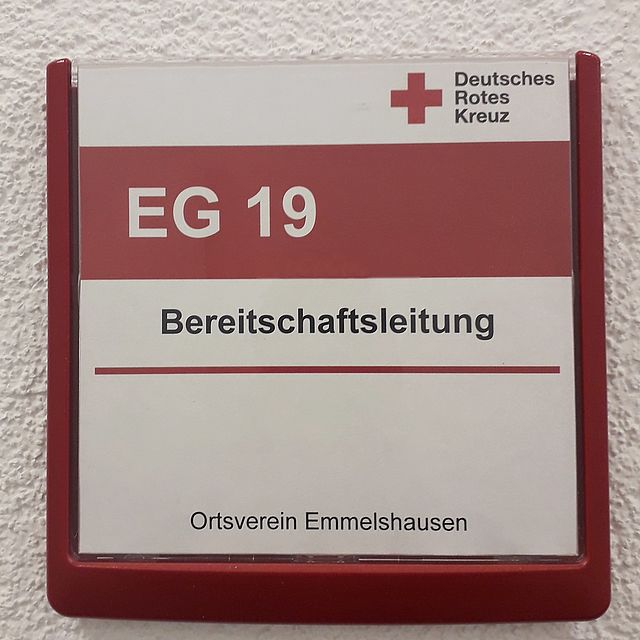 Deutsches
Rotes
Kreuz
EG 19
Bereitschaftsleitung
Ortsverein Emmelshausen